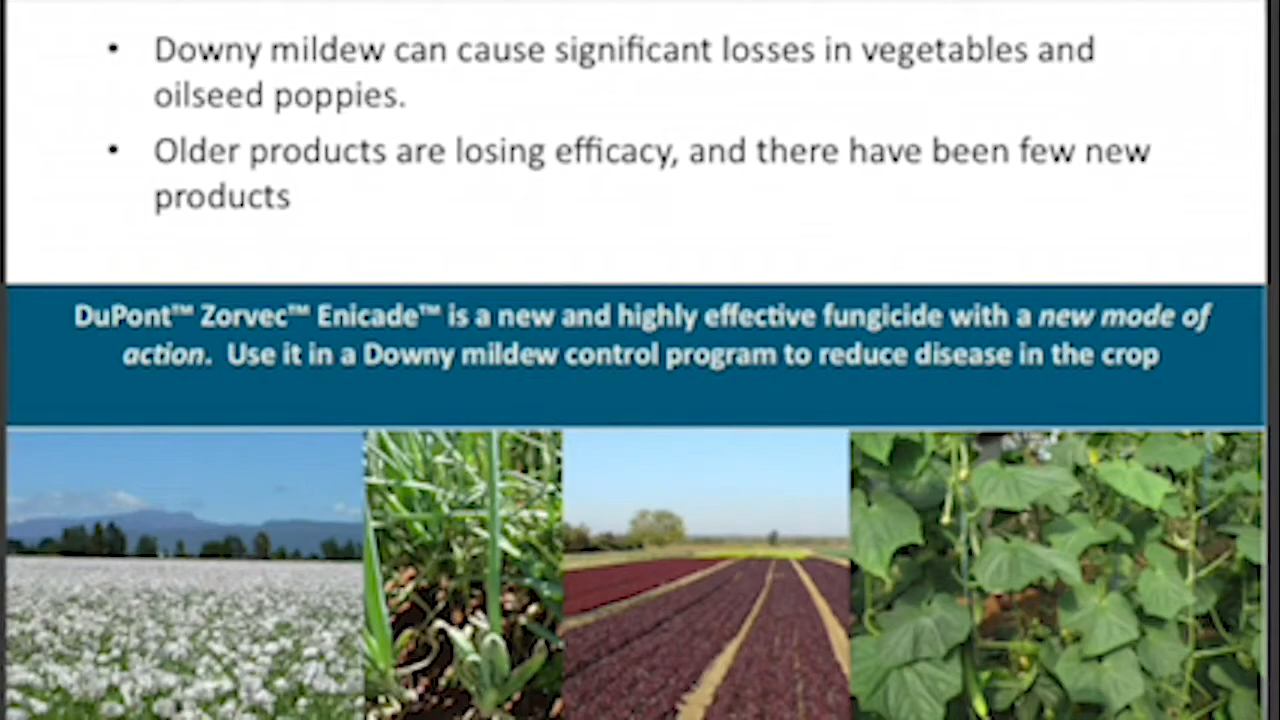 • Downy mildew can cause significant losses in vegetables and
oilseed poppies.
• Older products are losing efficacy, and there have been few new
products
DuPont™ Zorvec™ Enicade™ is a new and highly effective fungicide with a new mode of
action. Use it in a Downy mildew control program to reduce disease in the crop